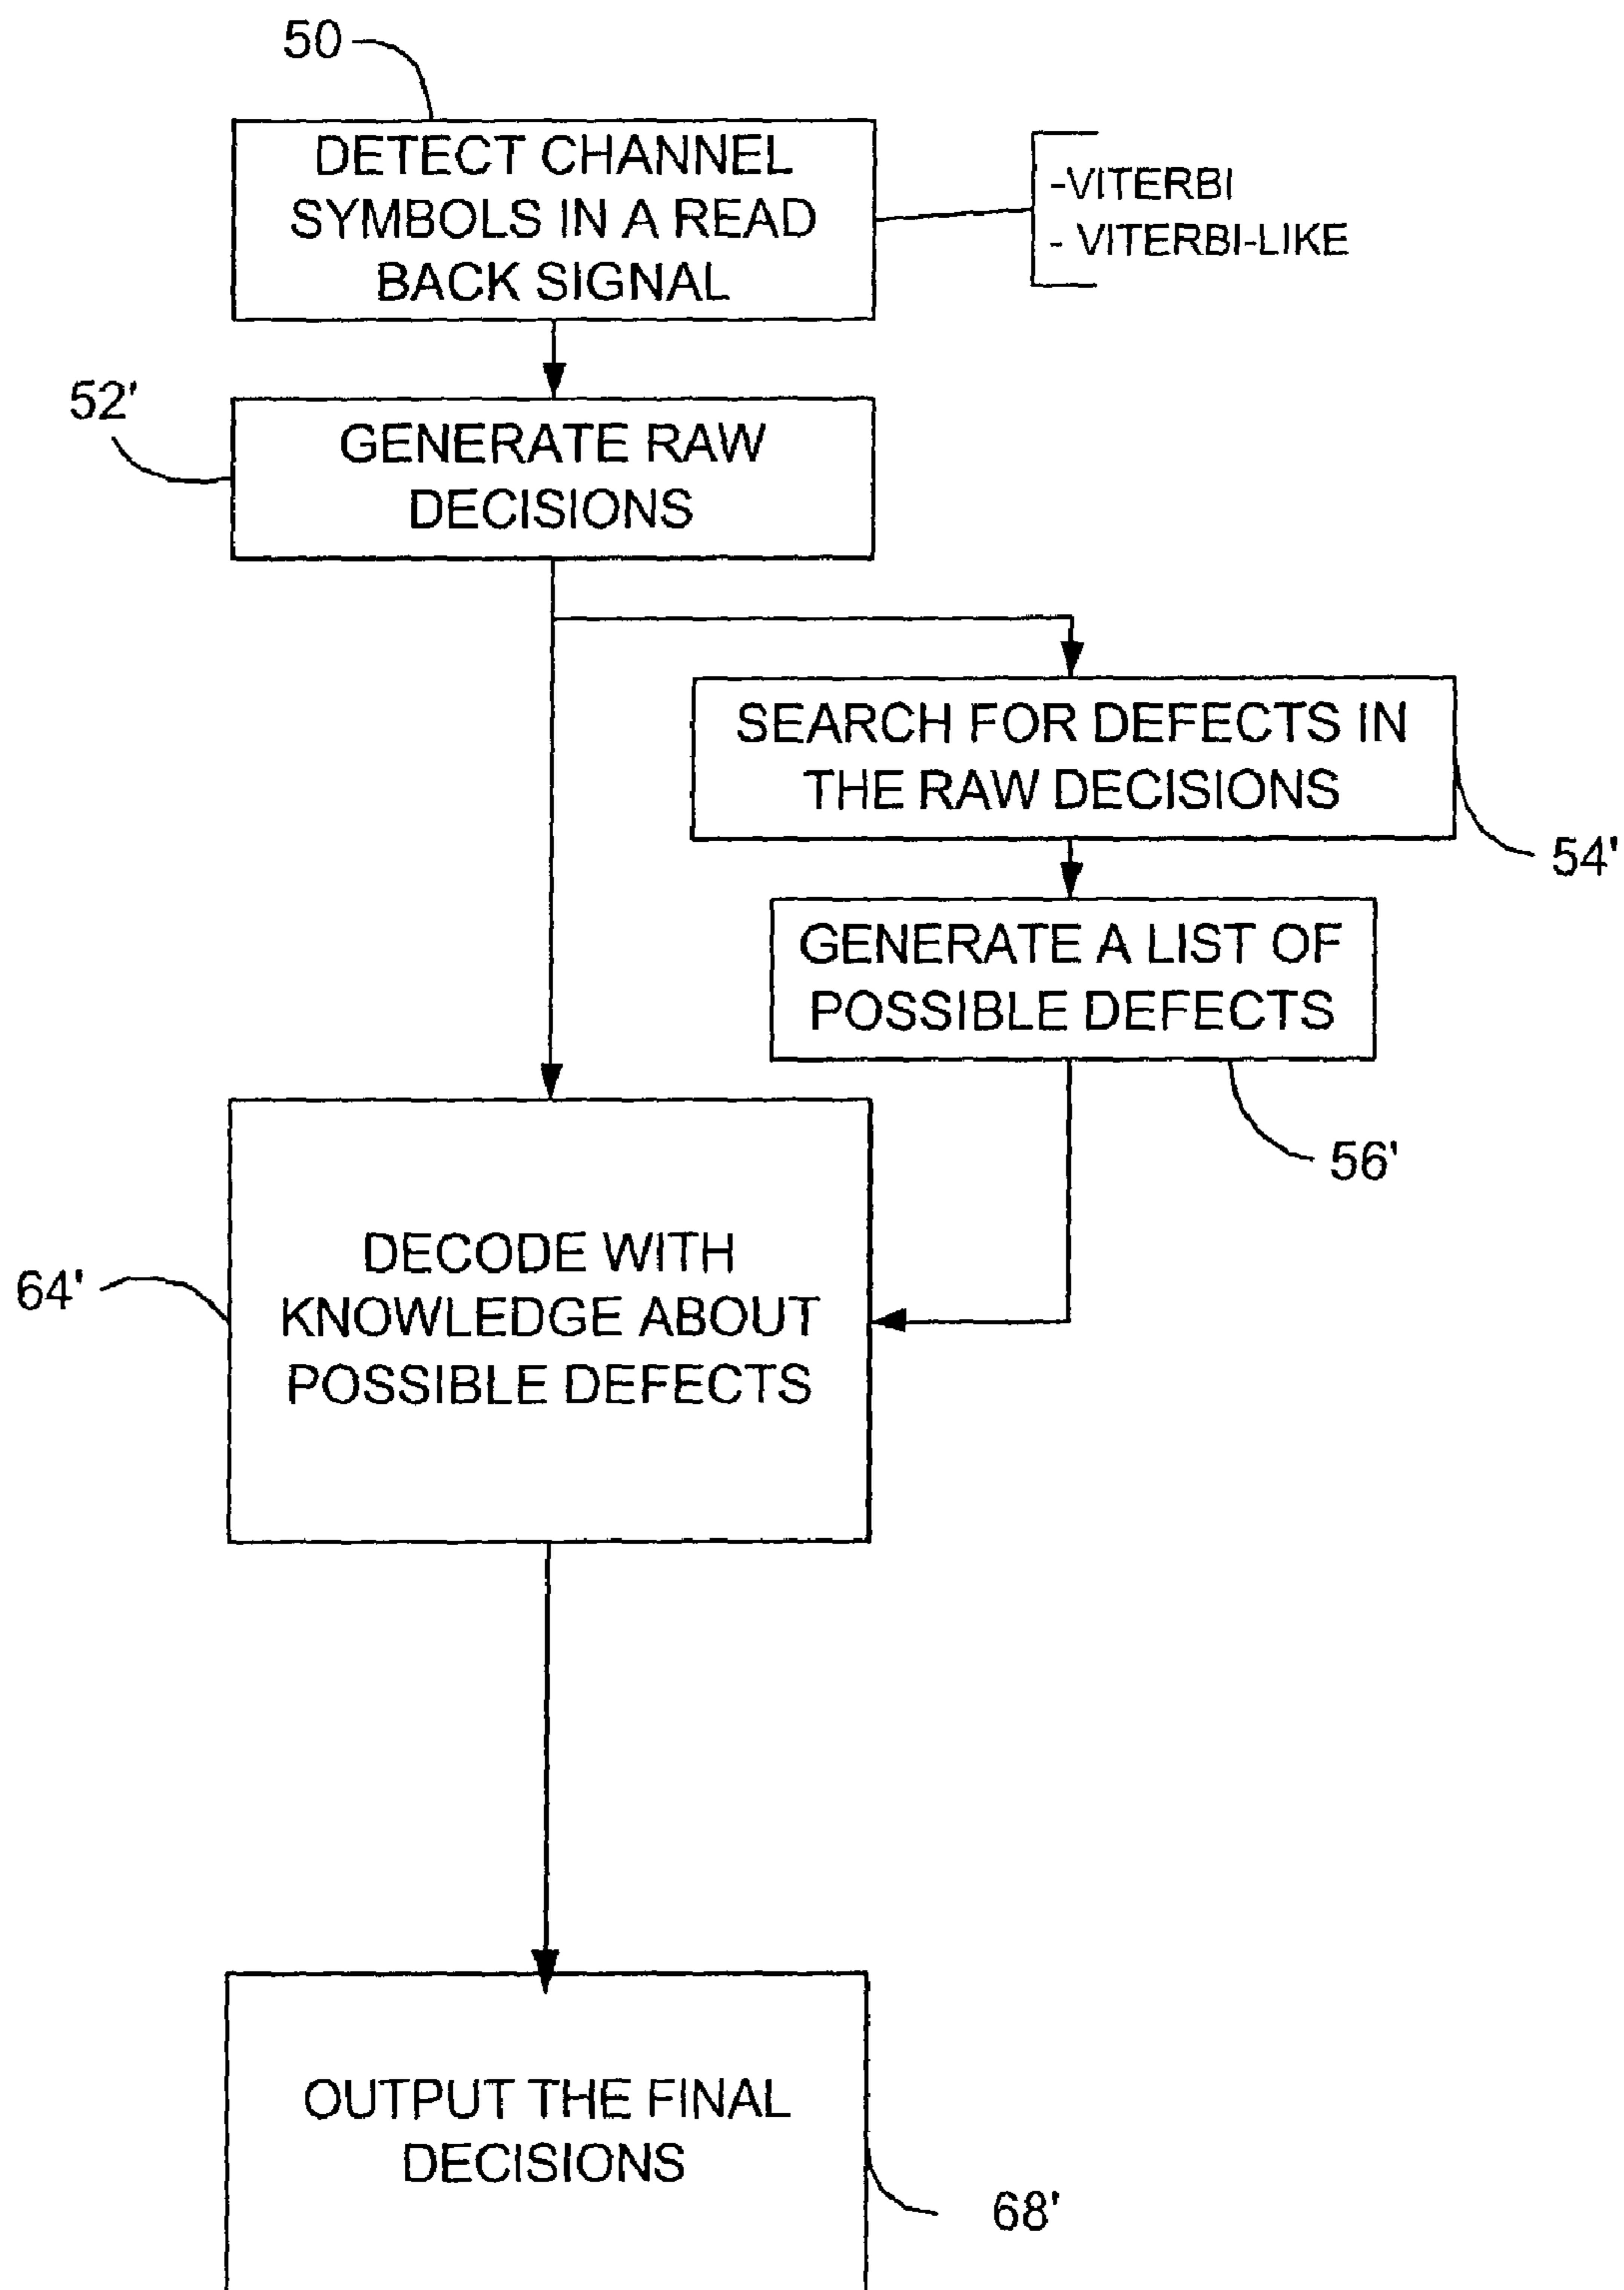 50
DETECT CHANNEL
SYMBOLS IN A READ
BACK SIGNAL
-VITERBI
- VITERBI-LIKE
52'
GENERATE RAW
DECISIONS
SEARCH FOR DEFECTS IN
THE RAW DECISIONS
54'
GENERATE A LIST OF
POSSIBLE DEFECTS
56'
64'
DECODE WITH
KNOWLEDGE ABOUT
POSSIBLE DEFECTS
OUTPUT THE FINAL
DECISIONS
68'